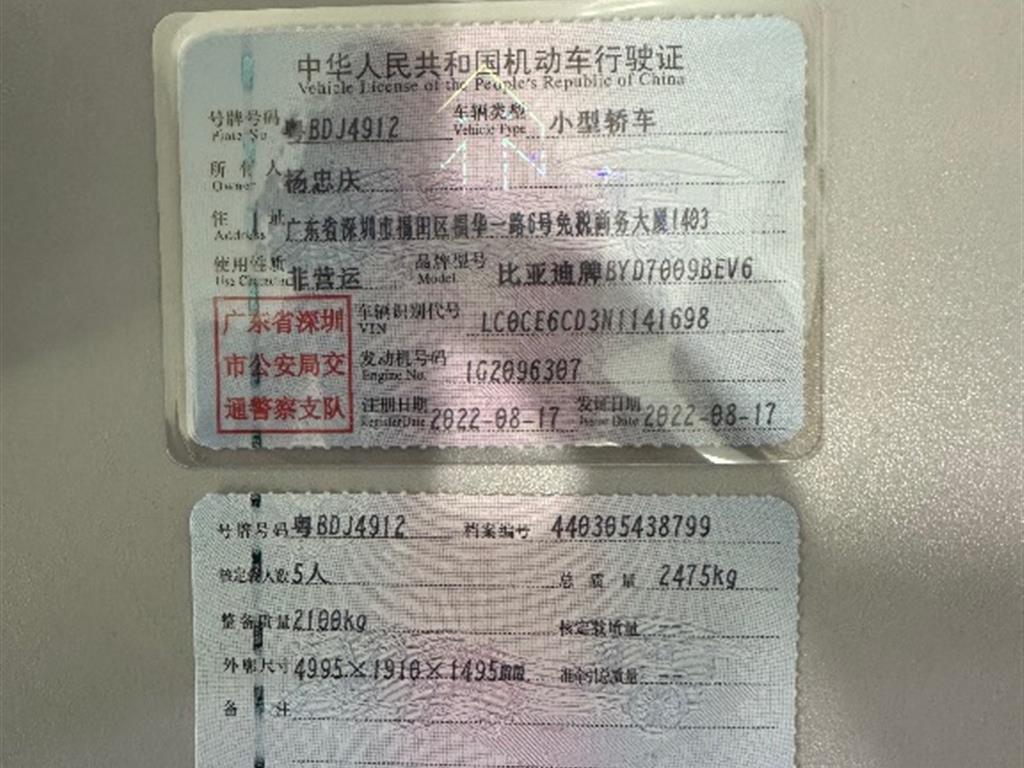 中华人民共和国机动车行驶证
Vehicle License of the People's Republic of China
号牌号码 粤BDJ4912 车辆类型 小型轿车
Plate No. Vehicle Type
所有人 杨忠庆
Owner
住址 广东省深圳市福田区福华一路6号免税商务大厦1403
Address
使用性质 非营运 品牌型号 比亚迪牌BYD7009BEV6
Use Character Model
广东省深圳 车辆识别代号 LC0CE6CD3N1141698
VIN
市公安局交 发动机号码 1G2096307
Engine No.
通警察支队 注册日期 2022-08-17 发证日期 2022-08-17
Register Date Issue Date
号牌号码 粤BDJ4912 档案编号 440305438799
核定载人数 5人 总质量 2475kg
整备质量 2100kg 核定载质量 --
外廓尺寸 4995×1910×1495mm 准牵引总质量 --
备注